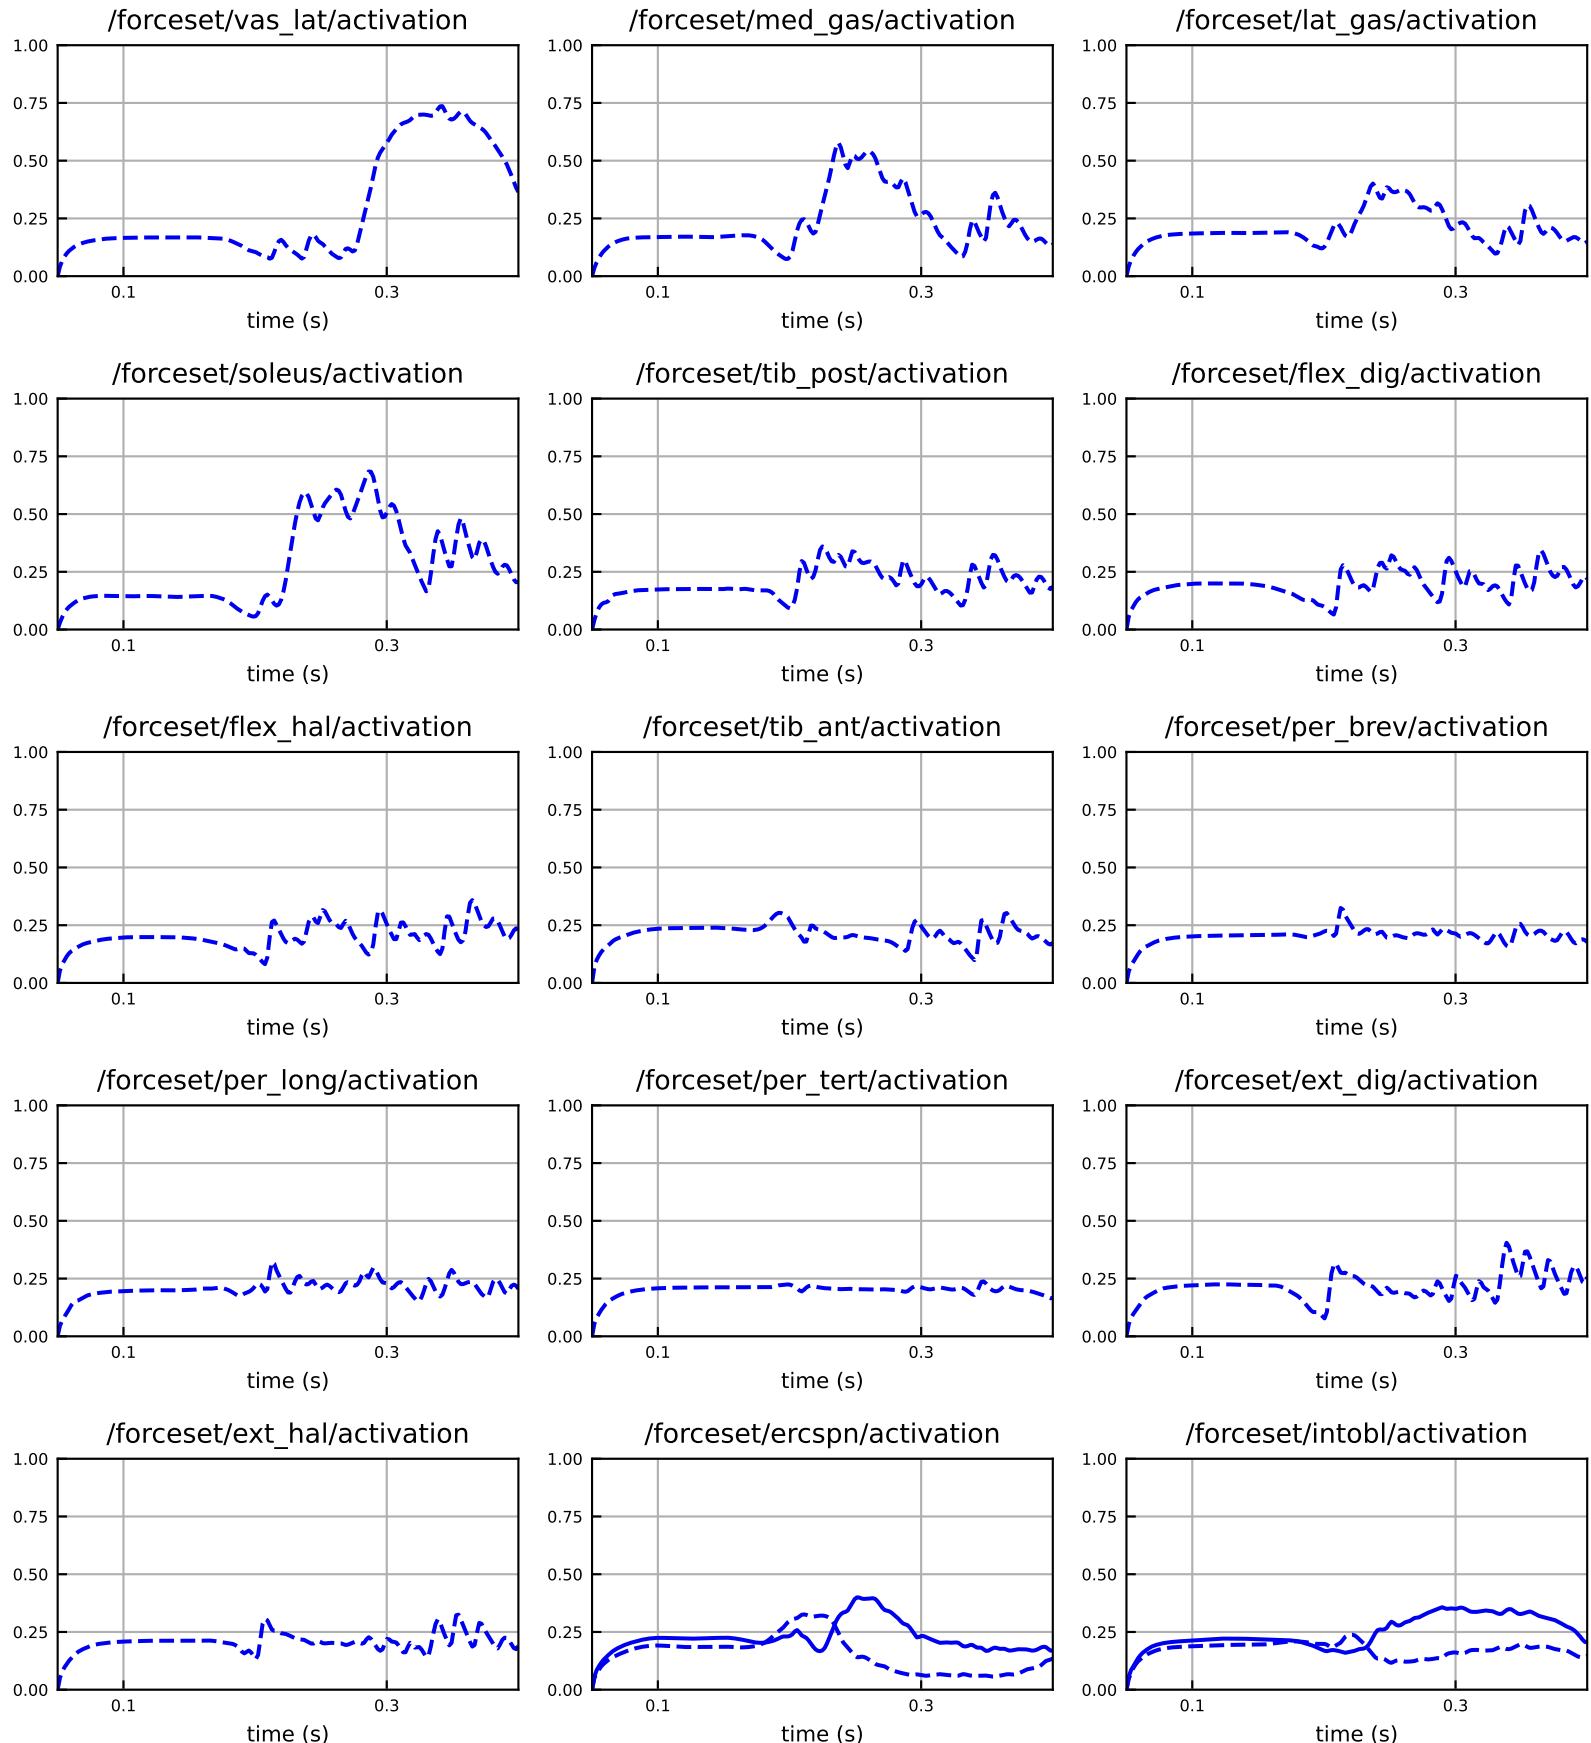 /forceset/vas_lat/activation /forceset/med_gas/activation /forceset/lat_gas/activation
1.00 1.00 1.00
0.75 0.75 0.75
0.50 0.50 0.50
0.25 0.25 0.25
0.00 0.00 0.00
0.1 0.3 0.1 0.3 0.1 0.3
time (s) time (s) time (s)
/forceset/soleus/activation /forceset/tib_post/activation /forceset/flex_dig/activation
1.00 1.00 1.00
0.75 0.75 0.75
0.50 0.50 0.50
0.25 0.25 0.25
0.00 0.00 0.00
0.1 0.3 0.1 0.3 0.1 0.3
time (s) time (s) time (s)
/forceset/flex_hal/activation /forceset/tib_ant/activation /forceset/per_brev/activation
1.00 1.00 1.00
0.75 0.75 0.75
0.50 0.50 0.50
0.25 0.25 0.25
0.00 0.00 0.00
0.1 0.3 0.1 0.3 0.1 0.3
time (s) time (s) time (s)
/forceset/per_long/activation /forceset/per_tert/activation /forceset/ext_dig/activation
1.00 1.00 1.00
0.75 0.75 0.75
0.50 0.50 0.50
0.25 0.25 0.25
0.00 0.00 0.00
0.1 0.3 0.1 0.3 0.1 0.3
time (s) time (s) time (s)
/forceset/ext_hal/activation /forceset/ercspn/activation /forceset/intobl/activation
1.00 1.00 1.00
0.75 0.75 0.75
0.50 0.50 0.50
0.25 0.25 0.25
0.00 0.00 0.00
0.1 0.3 0.1 0.3 0.1 0.3
time (s) time (s) time (s)